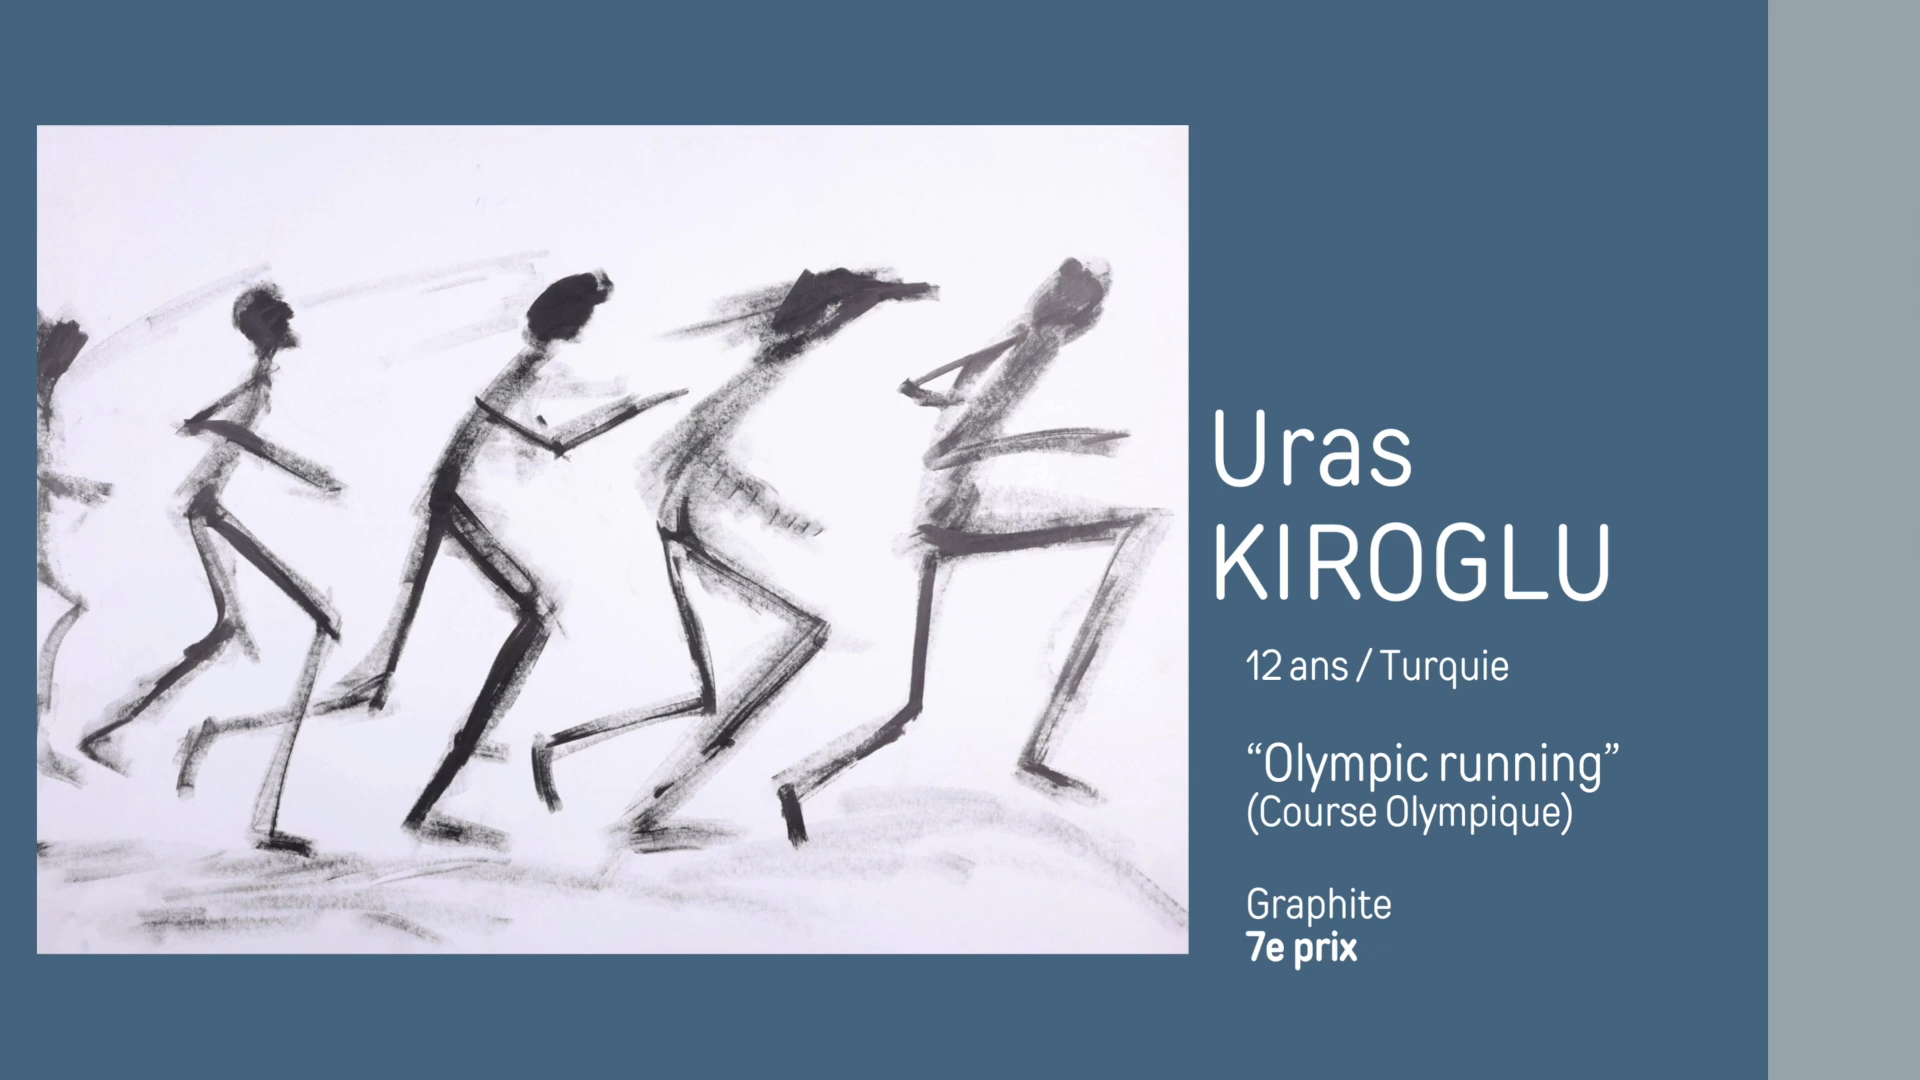 Uras
KIROGLU
12 ans / Turquie
“Olympic running”
(Course Olympique)
Graphite
7e prix